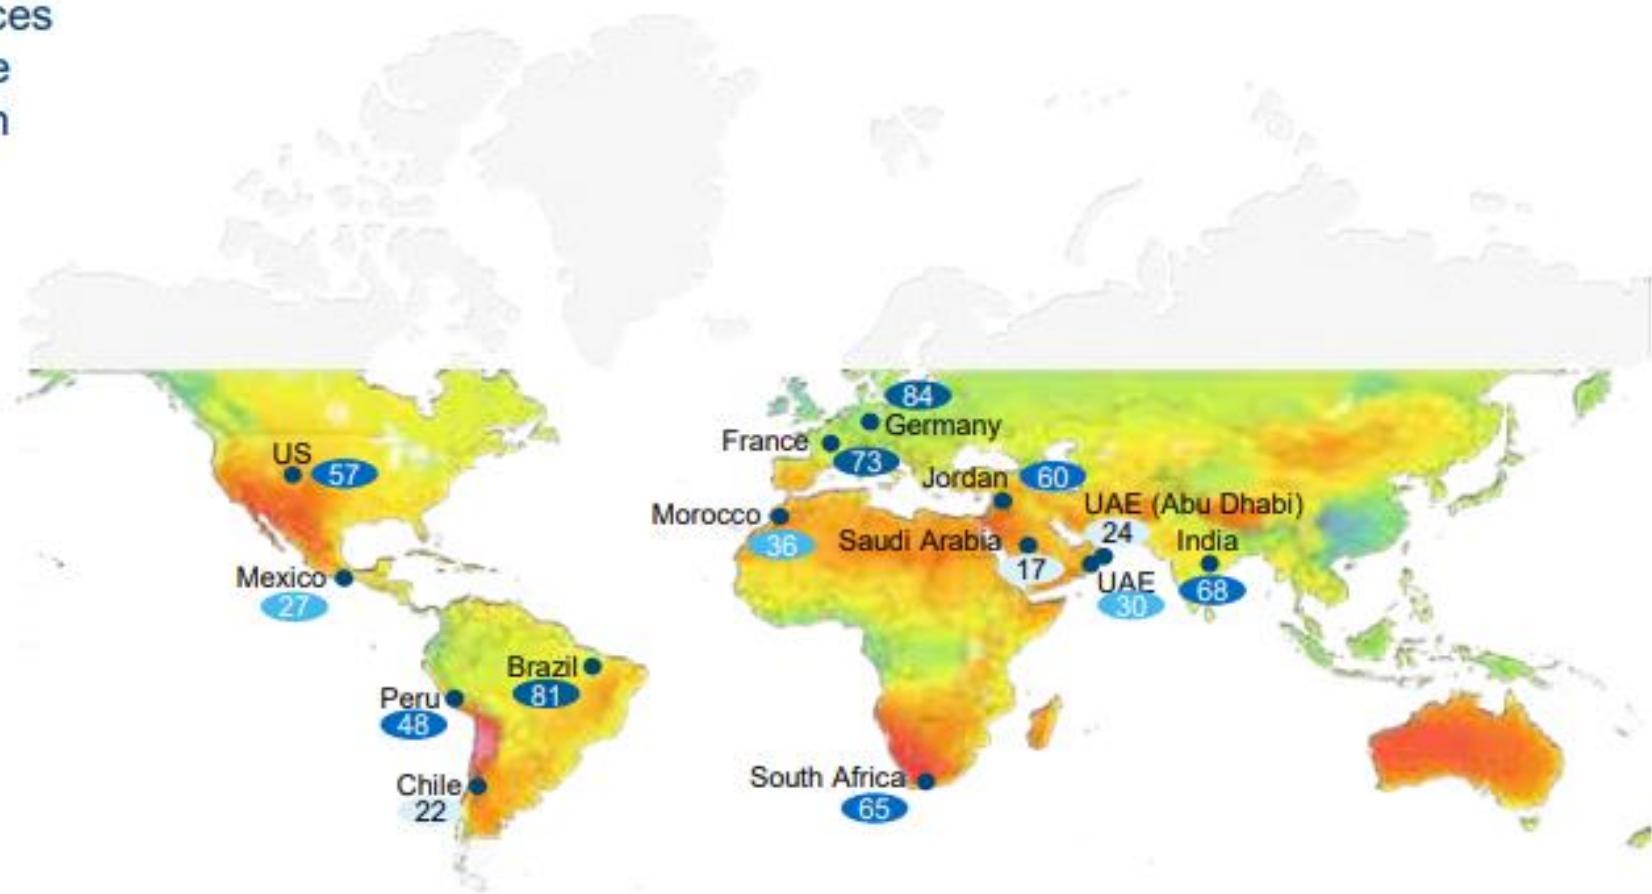 ces
e
n
84
Germany
France
73
US
57
Jordan
60
Morocco
36
UAE (Abu Dhabi)
24
Saudi Arabia
17
India
68
UAE
30
Mexico
27
Brazil
81
Peru
48
Chile
22
South Africa
65